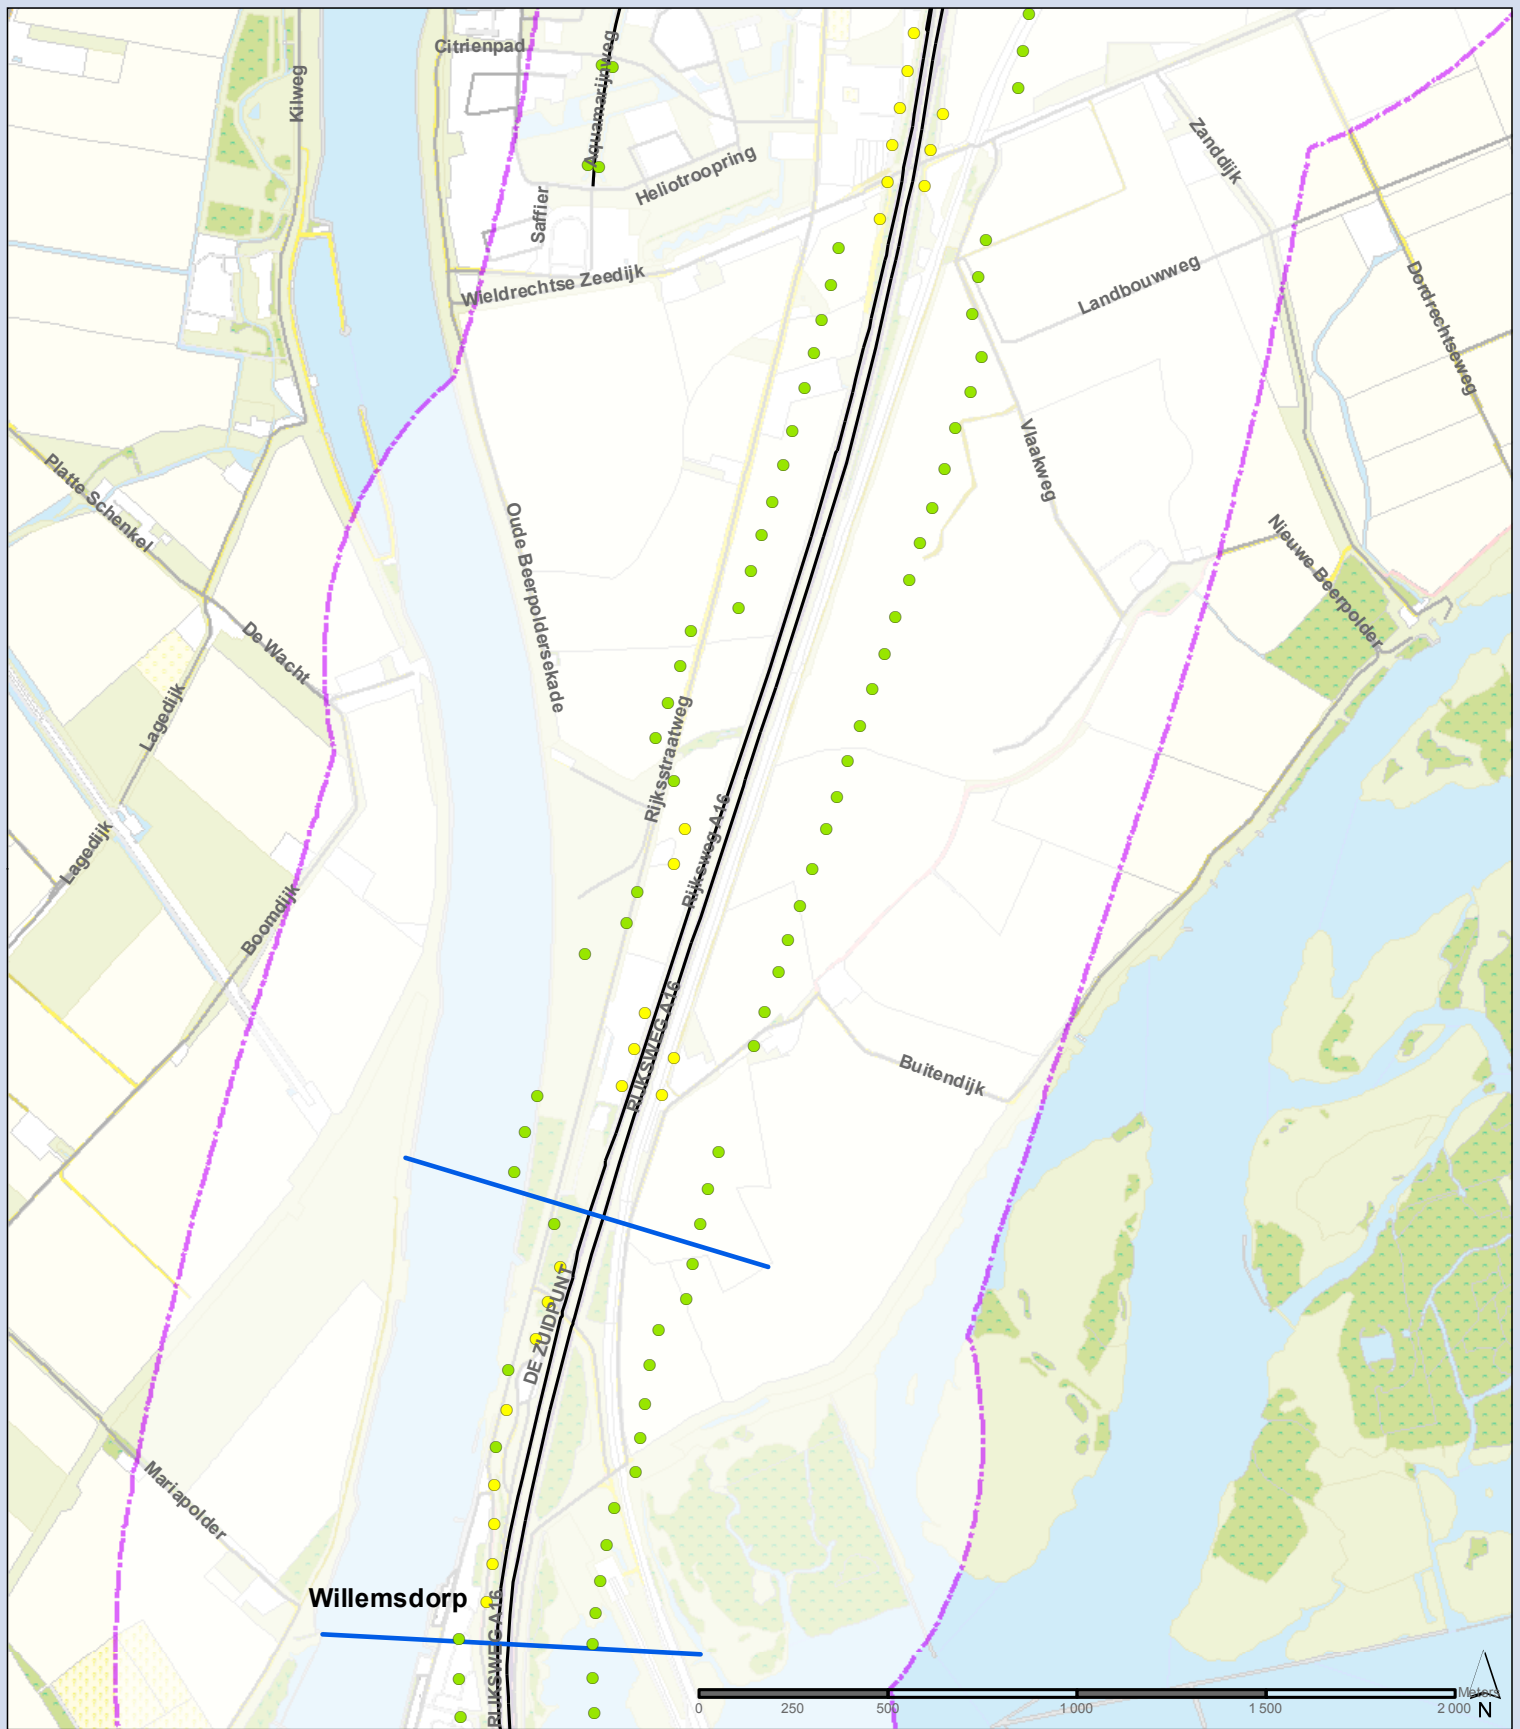 Citrienpad
Kilweg
Aquamarijnweg
Zanddijk
Heliotroopring
Saffier
Wieldrechtse Zeedijk
Landbouwweg
Dordrechtseweg
Vlaakweg
Platte Schenkel
Oude Beerpoldersekade
Nieuwe Beerpolder
De Wacht
Lagedijk
Rijksstraatweg
Rijksweg A16
Lagedijk
Boomdijk
RIJKSWEG A16
Buitendijk
DE ZUIDPUNT
Mariapolder
Willemsdorp
RIJKSWEG A16
Meters
0 250 500 1 000 1 500 2 000
N